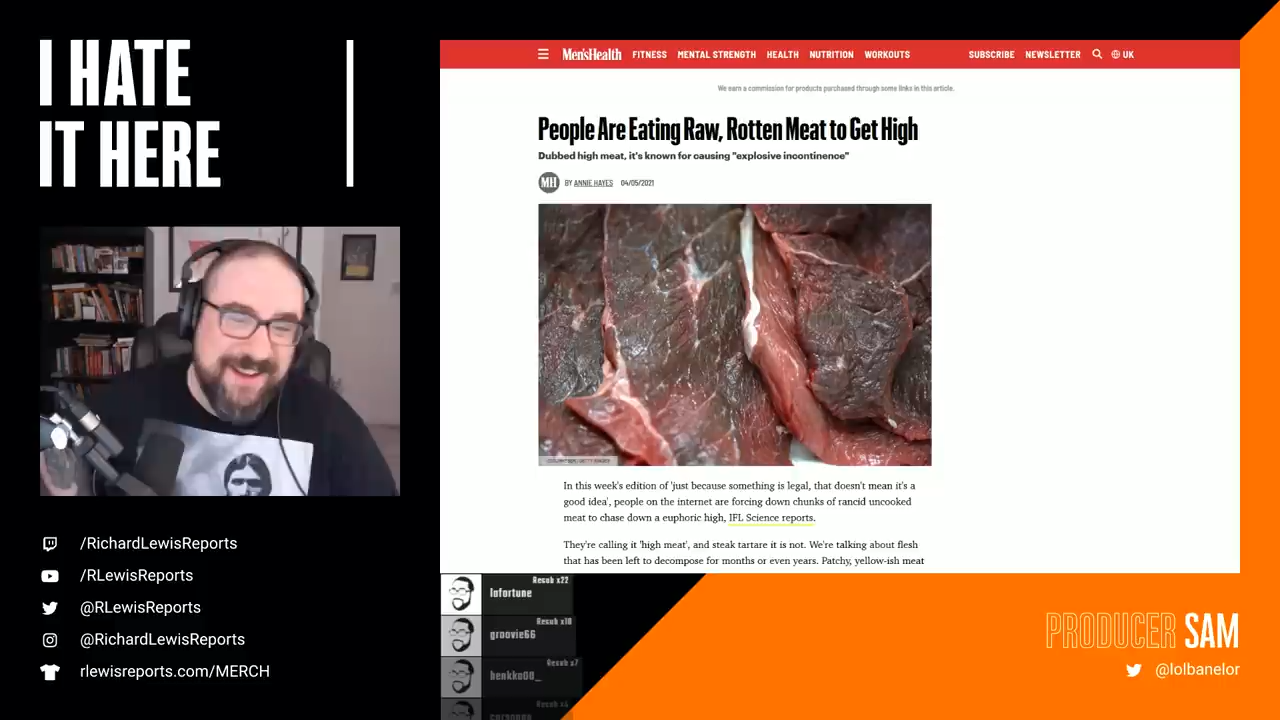 I HATE
IT HERE
/RichardLewisReports
/RLewisReports
@RLewisReports
@RichardLewisReports
rlewisreports.com/MERCH
Men'sHealth FITNESS MENTAL STRENGTH HEALTH NUTRITION WORKOUTS SUBSCRIBE NEWSLETTER UK
We earn a commission for products purchased through some links in this article.
People Are Eating Raw, Rotten Meat to Get High
Dubbed high meat, it's known for causing "explosive incontinence"
MH BY ANNIE HAYES 04/05/2021
In this week's edition of 'just because something is legal, that doesn't mean it's a
good idea', people on the internet are forcing down chunks of rancid uncooked
meat to chase down a euphoric high, IFL Science reports.
They're calling it 'high meat', and steak tartare it is not. We're talking about flesh
that has been left to decompose for months or even years. Patchy, yellow-ish meat
Resub x22
lafortune
Resub x18
groovie66
Resub x7
benkko00_
Resub x4
PRODUCER SAM
@lolbanelor